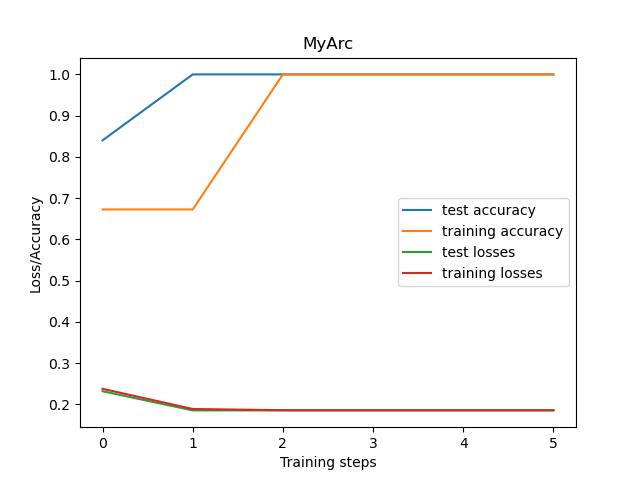 MyArc
1.0
0.9
0.8
0.7
0.6
0.5
0.4
0.3
0.2
Loss/Accuracy
test accuracy
training accuracy
test losses
training losses
0 1 2 3 4 5
Training steps